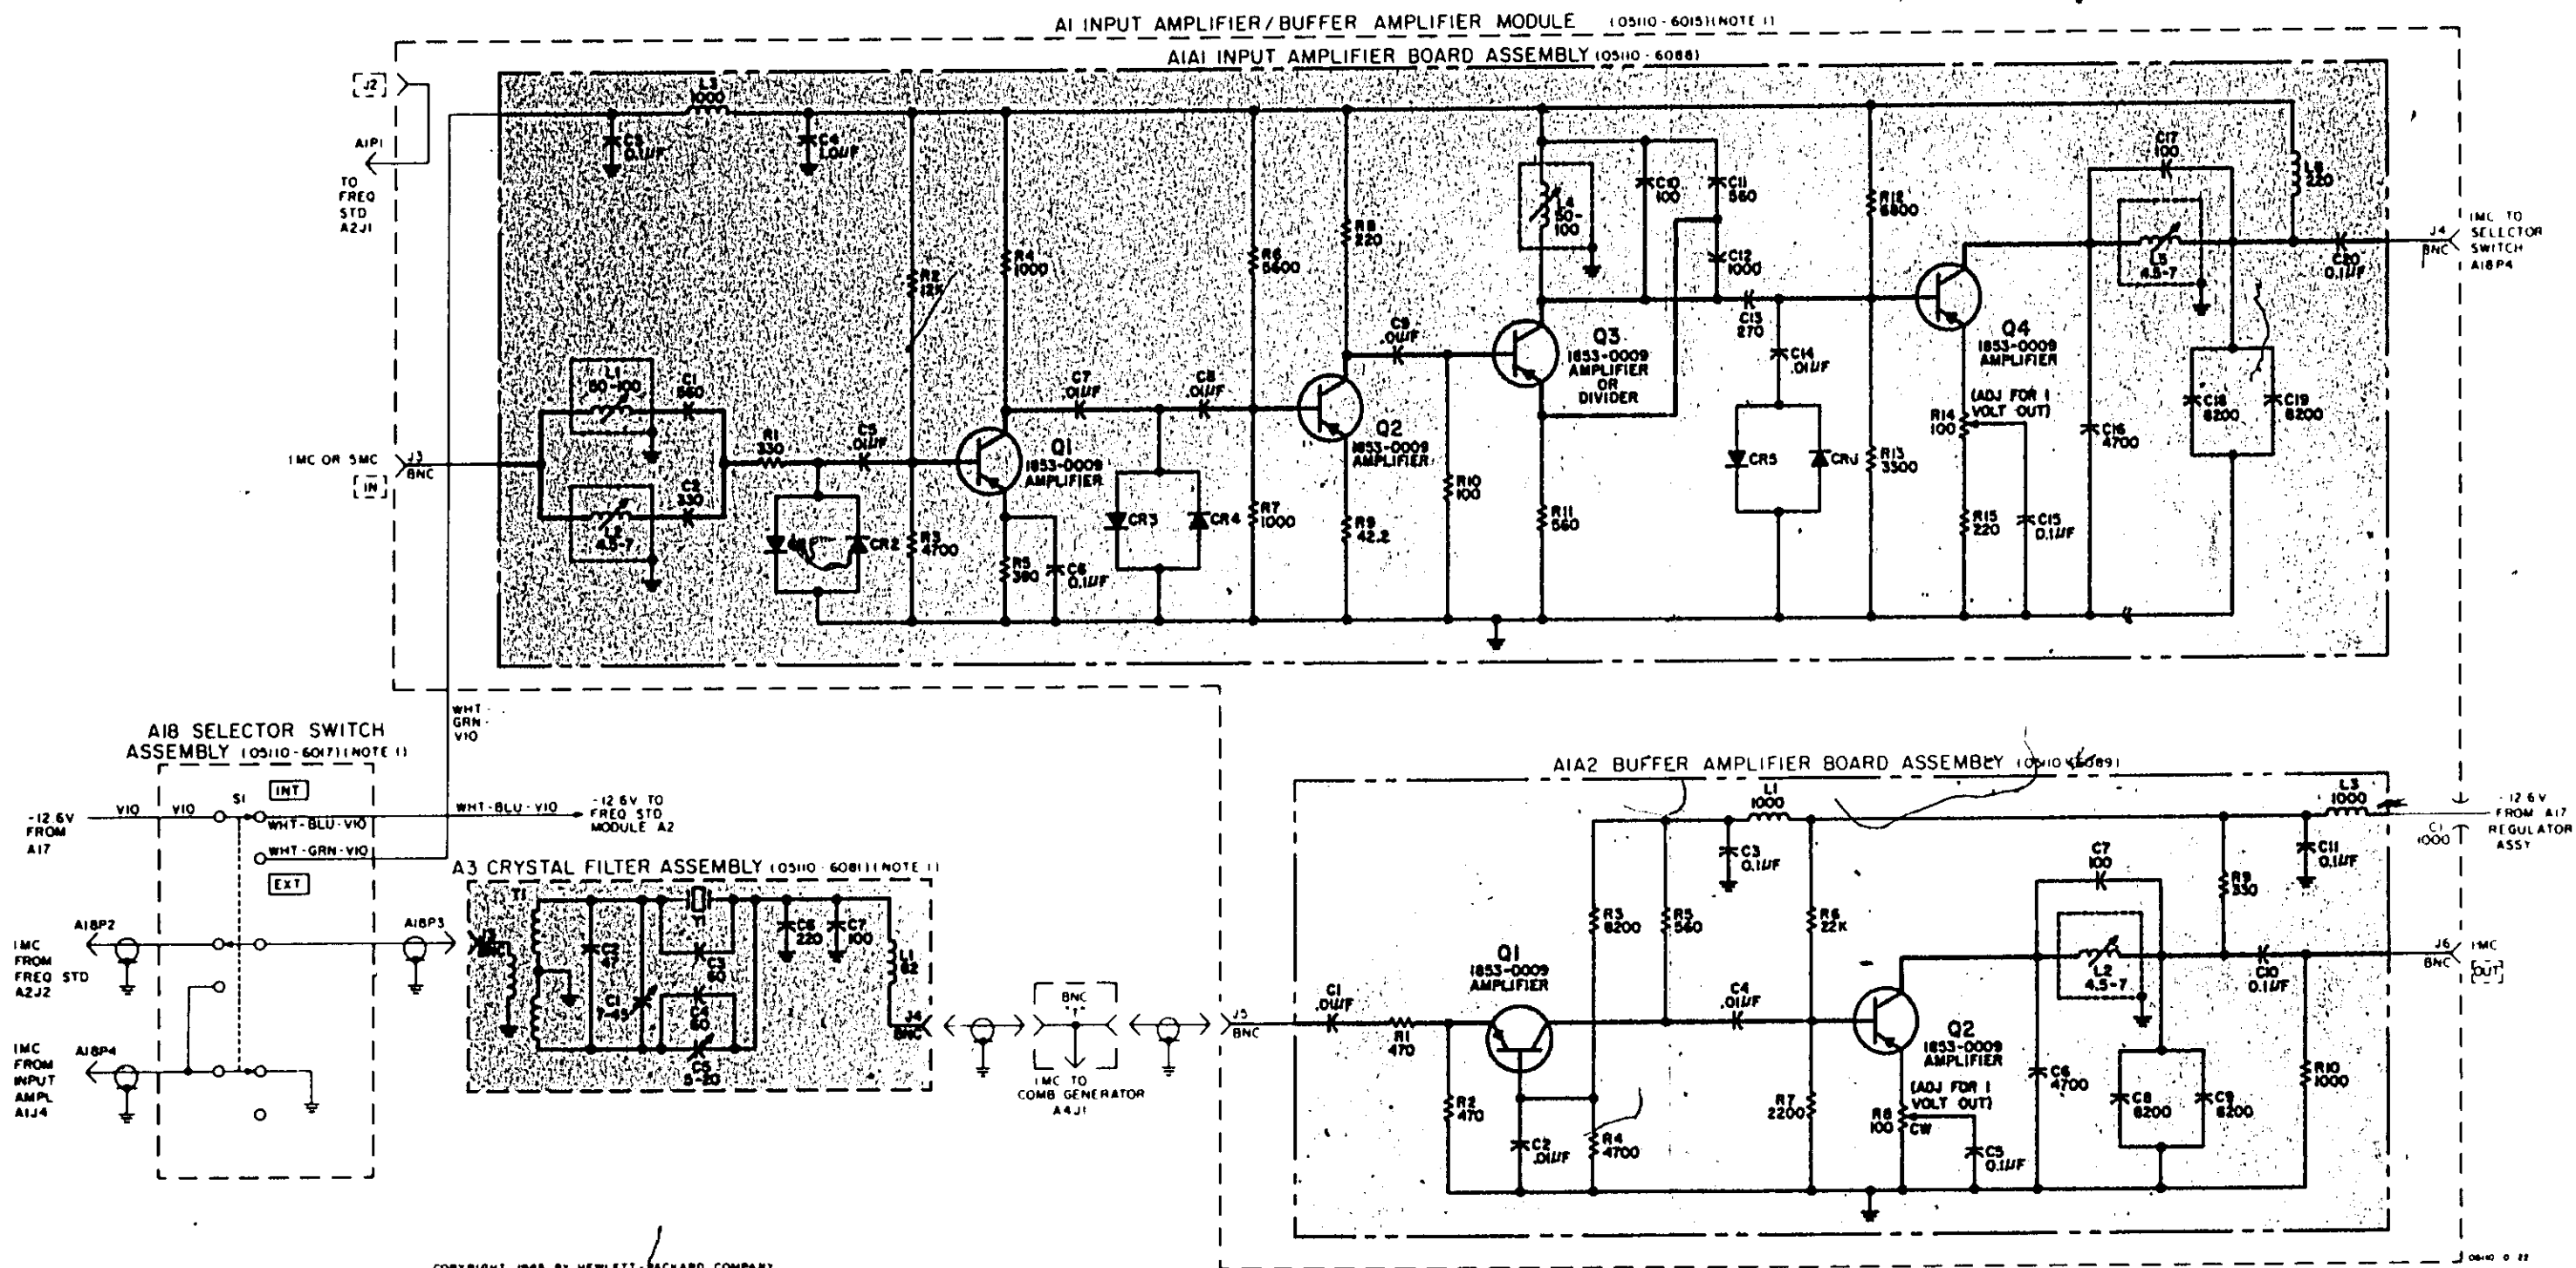 A1 INPUT AMPLIFIER/BUFFER AMPLIFIER MODULE (05110-6015)(NOTE 1)
A1A1 INPUT AMPLIFIER BOARD ASSEMBLY (05110-6088)
J2
A1P1
TO
FREQ
STD
A2J1
L3
1000
C3
0.1UF
C4
1.0UF
R2
12K
R4
1000
R6
5600
R8
220
L4
50-
100
C10
100
C11
560
C12
1000
R12
6800
C17
100
L5
4.5-7
L6
220
C20
0.1UF
J4
BNC
1MC TO
SELECTOR
SWITCH
A18P4
1MC OR 5MC
J3
BNC
IN
L1
50-100
C1
560
L2
4.5-7
C2
330
R1
330
C5
.01UF
CR2
R3
4700
Q1
1853-0009
AMPLIFIER
R5
390
C6
0.1UF
C7
.01UF
C8
.01UF
CR3
CR4
R7
1000
Q2
1853-0009
AMPLIFIER
R9
42.2
C9
.01UF
R10
100
Q3
1853-0009
AMPLIFIER
OR
DIVIDER
R11
560
C13
270
C14
.01UF
CR5
R13
3300
Q4
1853-0009
AMPLIFIER
(ADJ FOR 1
VOLT OUT)
R14
100
R15
220
C15
0.1UF
C16
4700
C18
8200
C19
8200
WHT-
GRN-
VIO
A18 SELECTOR SWITCH
ASSEMBLY (05110-6017)(NOTE 1)
-12.6V
FROM
A17
VIO
VIO
S1
INT
WHT-BLU-VIO
WHT-GRN-VIO
EXT
WHT-BLU-VIO
-12.6V TO
FREQ STD
MODULE A2
A18P2
1MC
FROM
FREQ STD
A2J2
A18P3
1MC
FROM
INPUT
AMPL
A1J4
A18P4
A3 CRYSTAL FILTER ASSEMBLY (05110-6081)(NOTE 1)
T1
BNC
C2
47
C1
7-45
Y1
C5
5-20
C6
220
C7
100
L1
82
J4
BNC
BNC
"T"
1MC TO
COMB GENERATOR
A4J1
J5
BNC
A1A2 BUFFER AMPLIFIER BOARD ASSEMBLY
C1
.01UF
R1
470
R2
470
Q1
1853-0009
AMPLIFIER
C2
.01UF
R3
8200
R4
4700
R5
560
C3
0.1UF
L1
1000
C4
.01UF
R6
22K
R7
2200
Q2
1853-0009
AMPLIFIER
(ADJ FOR 1
VOLT OUT)
R8
100
CW
C5
0.1UF
C6
4700
C7
100
L2
4.5-7
C8
8200
C9
8200
R9
330
C10
0.1UF
R10
1000
C11
0.1UF
L3
1000
C1
1000
-12.6V
FROM A17
REGULATOR
ASSY
J6
BNC
1MC
OUT
COPYRIGHT 1965 BY HEWLETT-PACKARD COMPANY